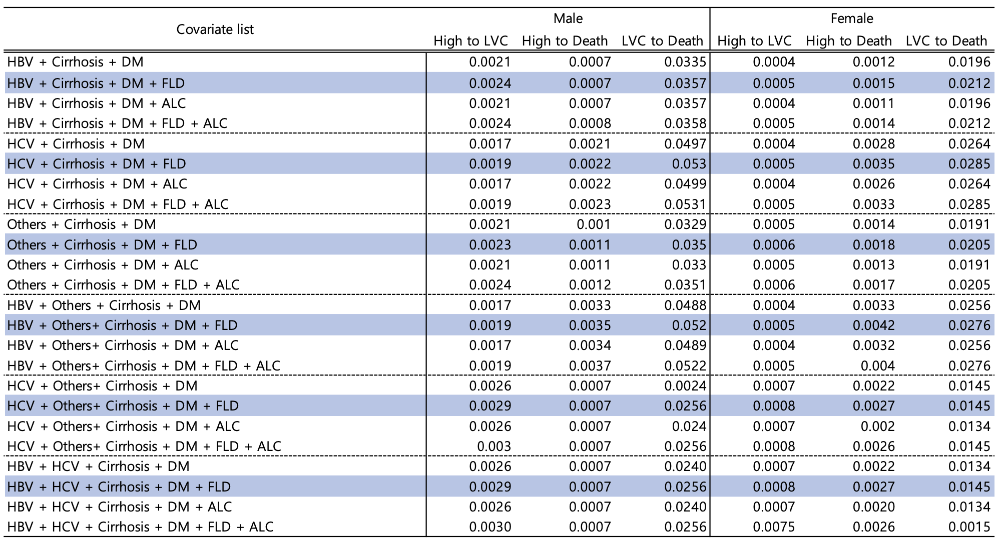 Covariate list Male Female
High to LVC High to Death LVC to Death High to LVC High to Death LVC to Death
HBV + Cirrhosis + DM 0.0021 0.0007 0.0335 0.0004 0.0012 0.0196
HBV + Cirrhosis + DM + FLD 0.0024 0.0007 0.0357 0.0005 0.0015 0.0212
HBV + Cirrhosis + DM + ALC 0.0021 0.0007 0.0357 0.0004 0.0011 0.0196
HBV + Cirrhosis + DM + FLD + ALC 0.0024 0.0008 0.0358 0.0005 0.0014 0.0212
HCV + Cirrhosis + DM 0.0017 0.0021 0.0497 0.0004 0.0028 0.0264
HCV + Cirrhosis + DM + FLD 0.0019 0.0022 0.053 0.0005 0.0035 0.0285
HCV + Cirrhosis + DM + ALC 0.0017 0.0022 0.0499 0.0004 0.0026 0.0264
HCV + Cirrhosis + DM + FLD + ALC 0.0019 0.0023 0.0531 0.0005 0.0033 0.0285
Others + Cirrhosis + DM 0.0021 0.001 0.0329 0.0005 0.0014 0.0191
Others + Cirrhosis + DM + FLD 0.0023 0.0011 0.035 0.0006 0.0018 0.0205
Others + Cirrhosis + DM + ALC 0.0021 0.0011 0.033 0.0005 0.0013 0.0191
Others + Cirrhosis + DM + FLD + ALC 0.0024 0.0012 0.0351 0.0006 0.0017 0.0205
HBV + Others + Cirrhosis + DM 0.0017 0.0033 0.0488 0.0004 0.0033 0.0256
HBV + Others+ Cirrhosis + DM + FLD 0.0019 0.0035 0.052 0.0005 0.0042 0.0276
HBV + Others+ Cirrhosis + DM + ALC 0.0017 0.0034 0.0489 0.0004 0.0032 0.0256
HBV + Others+ Cirrhosis + DM + FLD + ALC 0.0019 0.0037 0.0522 0.0005 0.004 0.0276
HCV + Others+ Cirrhosis + DM 0.0026 0.0007 0.0024 0.0007 0.0022 0.0145
HCV + Others+ Cirrhosis + DM + FLD 0.0029 0.0007 0.0256 0.0008 0.0027 0.0145
HCV + Others+ Cirrhosis + DM + ALC 0.0026 0.0007 0.024 0.0007 0.002 0.0134
HCV + Others+ Cirrhosis + DM + FLD + ALC 0.003 0.0007 0.0256 0.0008 0.0026 0.0145
HBV + HCV + Cirrhosis + DM 0.0026 0.0007 0.0240 0.0007 0.0022 0.0134
HBV + HCV + Cirrhosis + DM + FLD 0.0029 0.0007 0.0256 0.0008 0.0027 0.0145
HBV + HCV + Cirrhosis + DM + ALC 0.0026 0.0007 0.0240 0.0007 0.0020 0.0134
HBV + HCV + Cirrhosis + DM + FLD + ALC 0.0030 0.0007 0.0256 0.0075 0.0026 0.0015